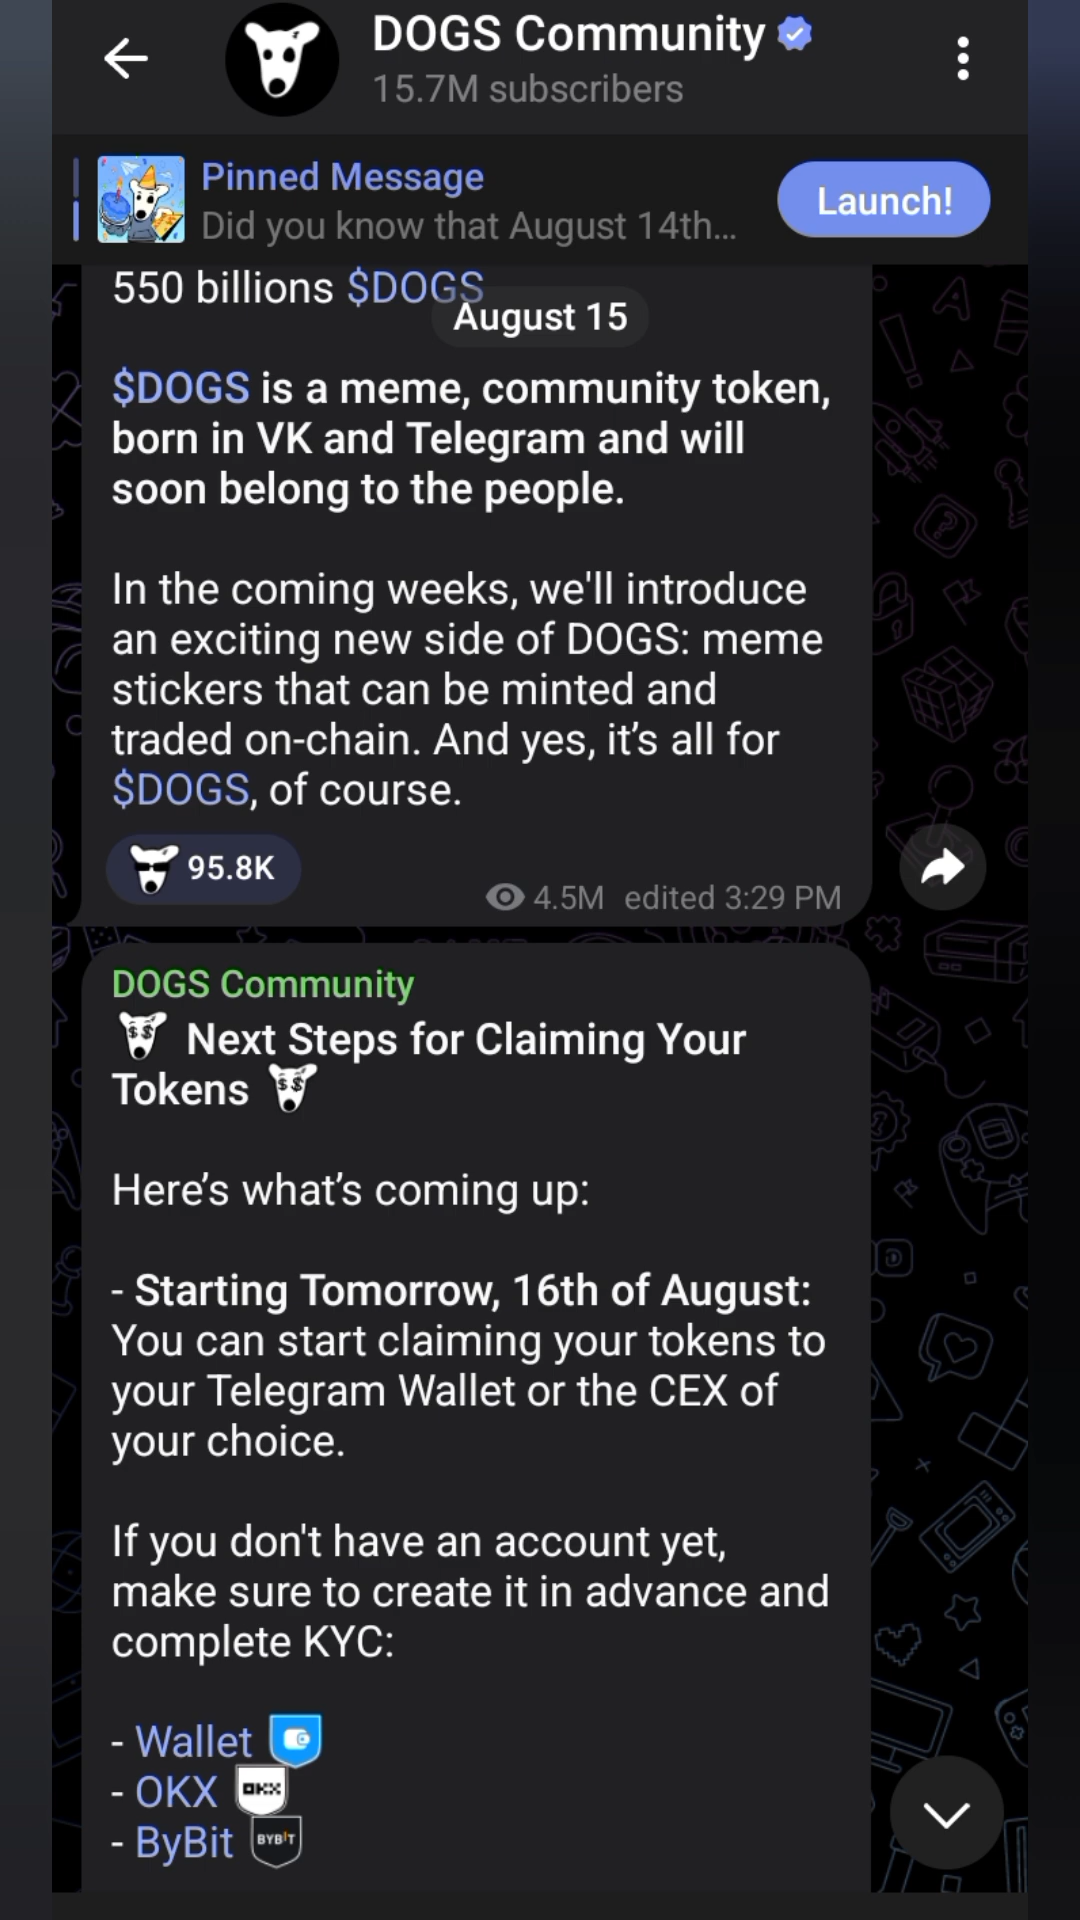 DOGS Community
15.7M subscribers
Pinned Message
Did you know that August 14th...
Launch!
550 billions $DOGS
August 15
$DOGS is a meme, community token,
born in VK and Telegram and will
soon belong to the people.
In the coming weeks, we'll introduce
an exciting new side of DOGS: meme
stickers that can be minted and
traded on-chain. And yes, it’s all for
$DOGS, of course.
95.8K
4.5M edited 3:29 PM
DOGS Community
Next Steps for Claiming Your
Tokens
Here’s what’s coming up:
- Starting Tomorrow, 16th of August:
You can start claiming your tokens to
your Telegram Wallet or the CEX of
your choice.
If you don't have an account yet,
make sure to create it in advance and
complete KYC:
- Wallet
- OKX OKX
- ByBit BYBIT